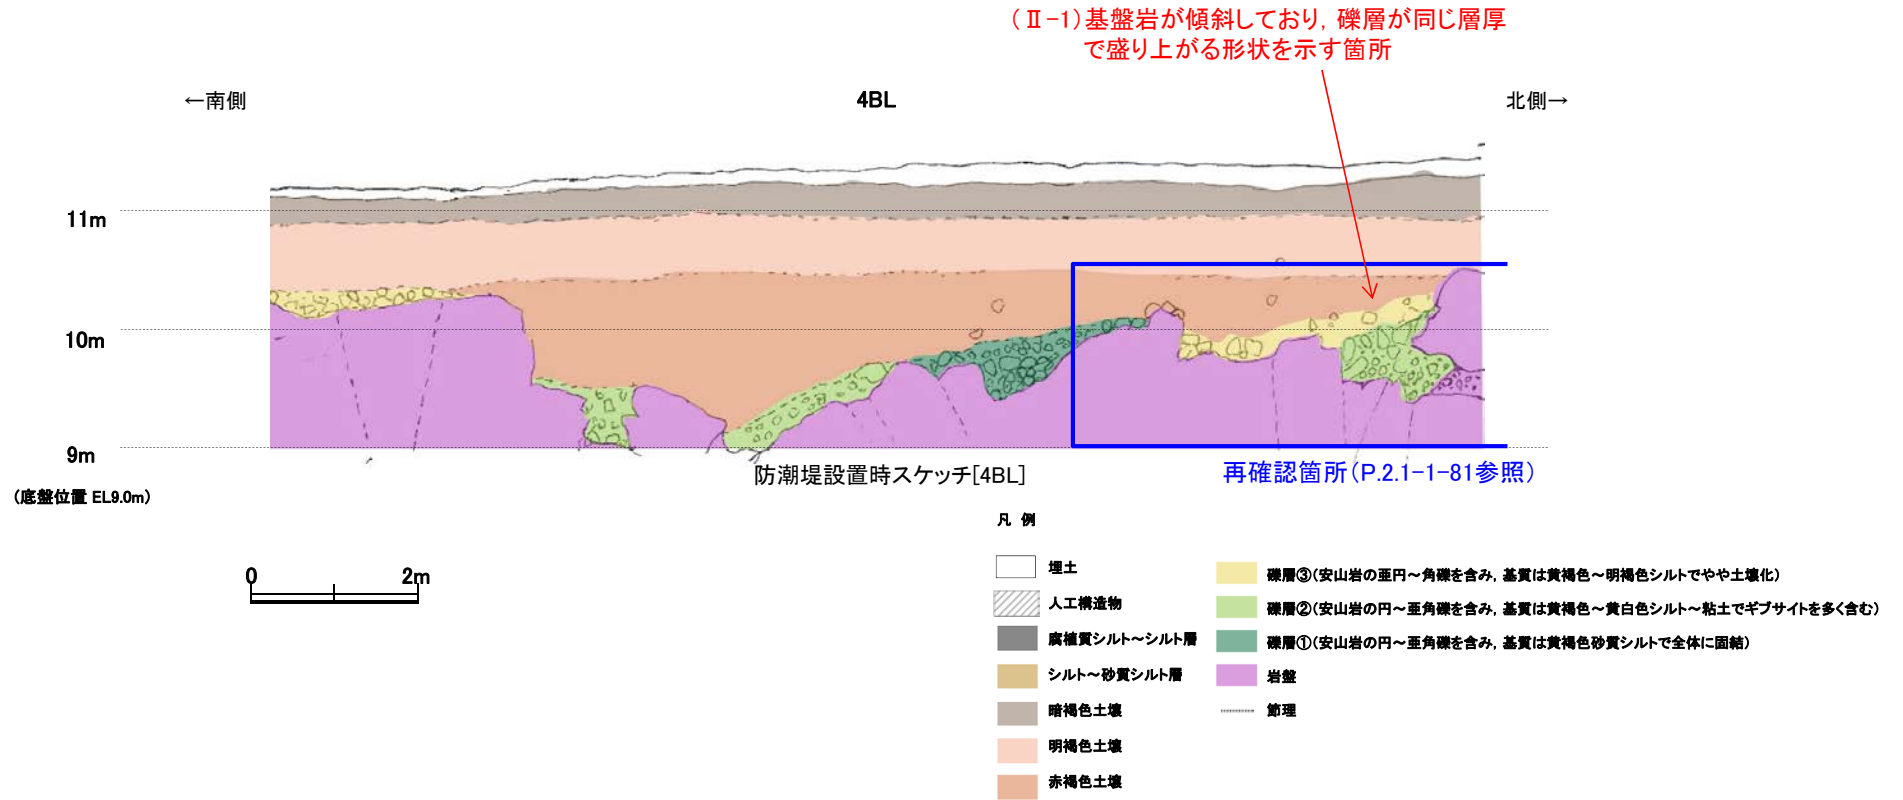 （Ⅱ-1）基盤岩が傾斜しており，礫層が同じ層厚
で盛り上がる形状を示す箇所
←南側
4BL
北側→
11m
10m
9m
（底盤位置 EL9.0m）
防潮堤設置時スケッチ[4BL]
再確認箇所（P.2.1-1-81参照）
0
2m
凡 例
埋土
人工構造物
腐植質シルト～シルト層
シルト～砂質シルト層
暗褐色土壌
明褐色土壌
赤褐色土壌
礫層③（安山岩の亜円～角礫を含み，基質は黄褐色～明褐色シルトでやや土壌化）
礫層②（安山岩の円～亜角礫を含み，基質は黄褐色～黄白色シルト～粘土でギブサイトを多く含む）
礫層①（安山岩の円～亜角礫を含み，基質は黄褐色砂質シルトで全体に固結）
岩盤
節理